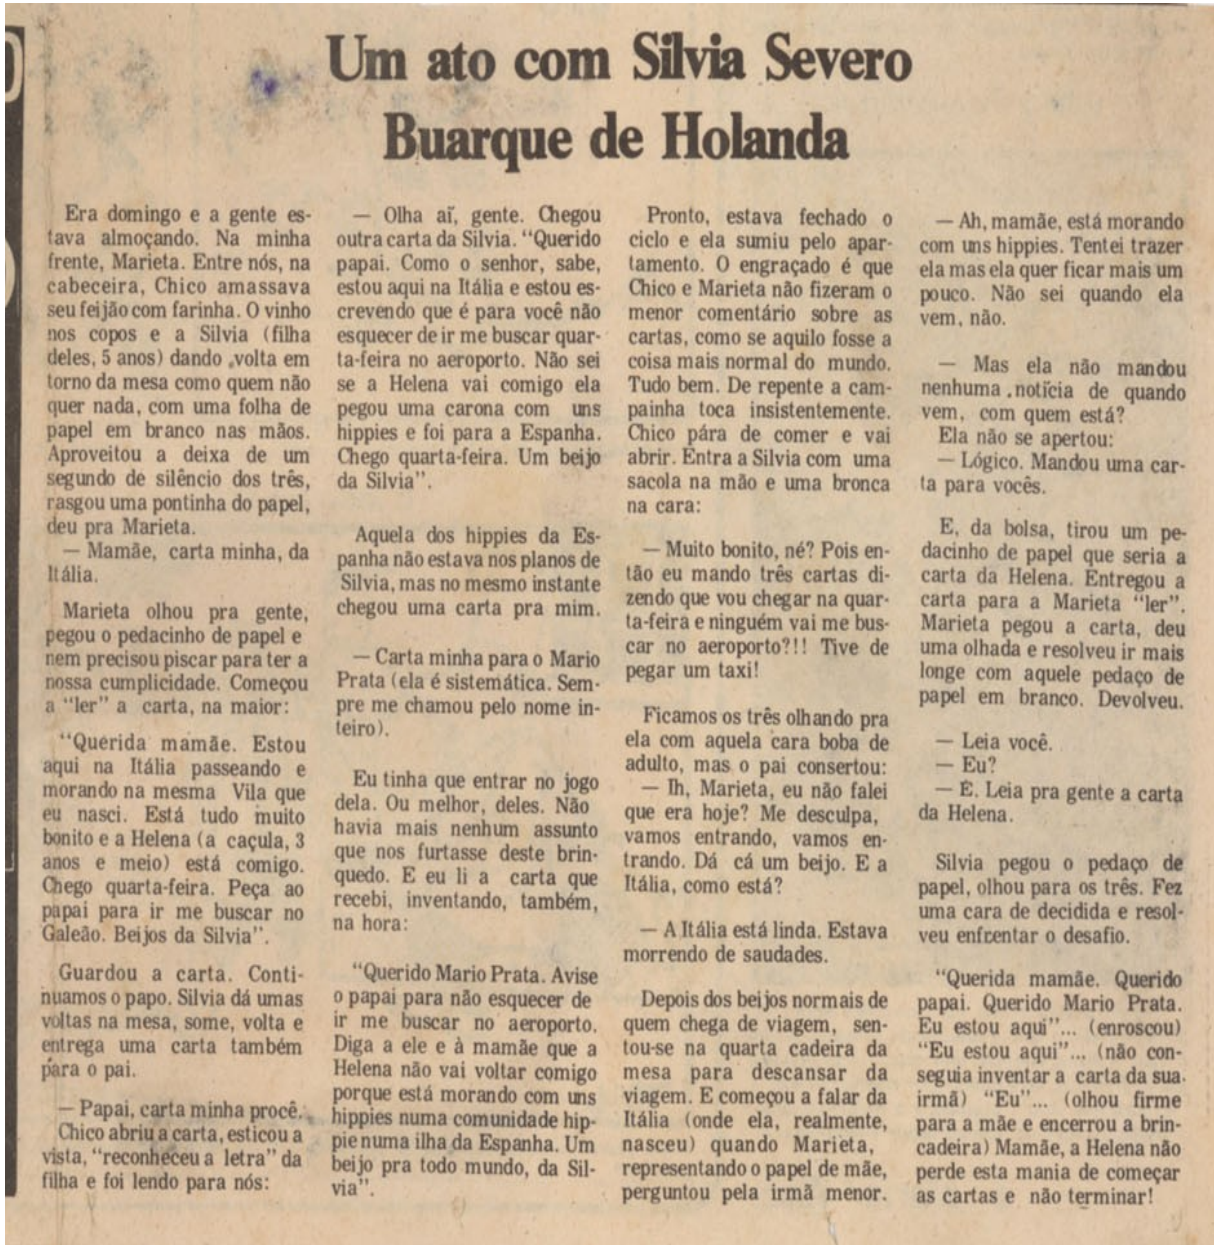 Um ato com Silvia Severo
Buarque de Holanda
Era domingo e a gente es-
tava almoçando. Na minha
frente, Marieta. Entre nós, na
cabeceira, Chico amassava
seu feijão com farinha. O vinho
nos copos e a Silvia (filha
deles, 5 anos) dando volta em
torno da mesa como quem não
quer nada, com uma folha de
papel em branco nas mãos.
Aproveitou a deixa de um
segundo de silêncio dos três,
rasgou uma pontinha do papel,
deu pra Marieta.
— Mamãe, carta minha, da
Itália.
Marieta olhou pra gente,
pegou o pedacinho de papel e
nem precisou piscar para ter a
nossa cumplicidade. Começou
a "ler" a carta, na maior:
"Querida mamãe. Estou
aqui na Itália passeando e
morando na mesma Vila que
eu nasci. Está tudo muito
bonito e a Helena (a caçula, 3
anos e meio) está comigo.
Chego quarta-feira. Peça ao
papai para ir me buscar no
Galeão. Beijos da Silvia".
Guardou a carta. Conti-
nuamos o papo. Silvia dá umas
voltas na mesa, some, volta e
entrega uma carta também
para o pai.
— Papai, carta minha procê.
Chico abriu a carta, esticou a
vista, "reconheceu a letra" da
filha e foi lendo para nós:
— Olha aí, gente. Chegou
outra carta da Silvia. "Querido
papai. Como o senhor, sabe,
estou aqui na Itália e estou es-
crevendo que é para você não
esquecer de ir me buscar quar-
ta-feira no aeroporto. Não sei
se a Helena vai comigo ela
pegou uma carona com uns
hippies e foi para a Espanha.
Chego quarta-feira. Um beijo
da Silvia".
Aquela dos hippies da Es-
panha não estava nos planos de
Silvia, mas no mesmo instante
chegou uma carta pra mim.
— Carta minha para o Mario
Prata (ela é sistemática. Sem-
pre me chamou pelo nome in-
teiro).
Eu tinha que entrar no jogo
dela. Ou melhor, deles. Não
havia mais nenhum assunto
que nos furtasse deste brin-
quedo. E eu li a carta que
recebi, inventando, também,
na hora:
"Querido Mario Prata. Avise
o papai para não esquecer de
ir me buscar no aeroporto.
Diga a ele e à mamãe que a
Helena não vai voltar comigo
porque está morando com uns
hippies numa comunidade hip-
pie numa ilha da Espanha. Um
beijo pra todo mundo, da Sil-
via".
Pronto, estava fechado o
ciclo e ela sumiu pelo apar-
tamento. O engraçado é que
Chico e Marieta não fizeram o
menor comentário sobre as
cartas, como se aquilo fosse a
coisa mais normal do mundo.
Tudo bem. De repente a cam-
painha toca insistentemente.
Chico pára de comer e vai
abrir. Entra a Silvia com uma
sacola na mão e uma bronca
na cara:
— Muito bonito, né? Pois en-
tão eu mando três cartas di-
zendo que vou chegar na quar-
ta-feira e ninguém vai me bus-
car no aeroporto?!! Tive de
pegar um taxi!
Ficamos os três olhando pra
ela com aquela cara boba de
adulto, mas o pai consertou:
— Ih, Marieta, eu não falei
que era hoje? Me desculpa,
vamos entrando, vamos en-
trando. Dá cá um beijo. E a
Itália, como está?
— A Itália está linda. Estava
morrendo de saudades.
Depois dos beijos normais de
quem chega de viagem, sen-
tou-se na quarta cadeira da
mesa para descansar da
viagem. E começou a falar da
Itália (onde ela, realmente,
nasceu) quando Marieta,
representando o papel de mãe,
perguntou pela irmã menor.
— Ah, mamãe, está morando
com uns hippies. Tentei trazer
ela mas ela quer ficar mais um
pouco. Não sei quando ela
vem, não.
— Mas ela não mandou
nenhuma notícia de quando
vem, com quem está?
Ela não se apertou:
— Lógico. Mandou uma car-
ta para vocês.
E, da bolsa, tirou um pe-
dacinho de papel que seria a
carta da Helena. Entregou a
carta para a Marieta "ler".
Marieta pegou a carta, deu
uma olhada e resolveu ir mais
longe com aquele pedaço de
papel em branco. Devolveu.
— Leia você.
— Eu?
— É. Leia pra gente a carta
da Helena.
Silvia pegou o pedaço de
papel, olhou para os três. Fez
uma cara de decidida e resol-
veu enfrentar o desafio.
"Querida mamãe. Querido
papai. Querido Mario Prata.
Eu estou aqui"... (enroscou)
"Eu estou aqui"... (não con-
seguia inventar a carta da sua
irmã) "Eu"... (olhou firme
para a mãe e encerrou a brin-
cadeira) Mamãe, a Helena não
perde esta mania de começar
as cartas e não terminar!